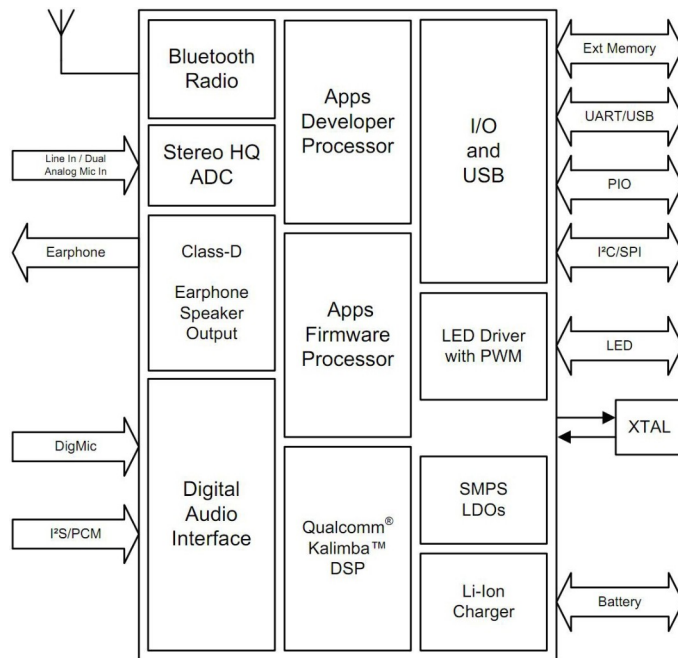 Bluetooth
Radio
Apps
Developer
Processor
I/O
and
USB
Ext Memory
UART/USB
PIO
I²C/SPI
Line In / Dual
Analog Mic In
Stereo HQ
ADC
Earphone
Class-D
Earphone
Speaker
Output
Apps
Firmware
Processor
LED Driver
with PWM
LED
XTAL
DigMic
I²S/PCM
Digital
Audio
Interface
Qualcomm®
Kalimba™
DSP
SMPS
LDOs
Li-Ion
Charger
Battery